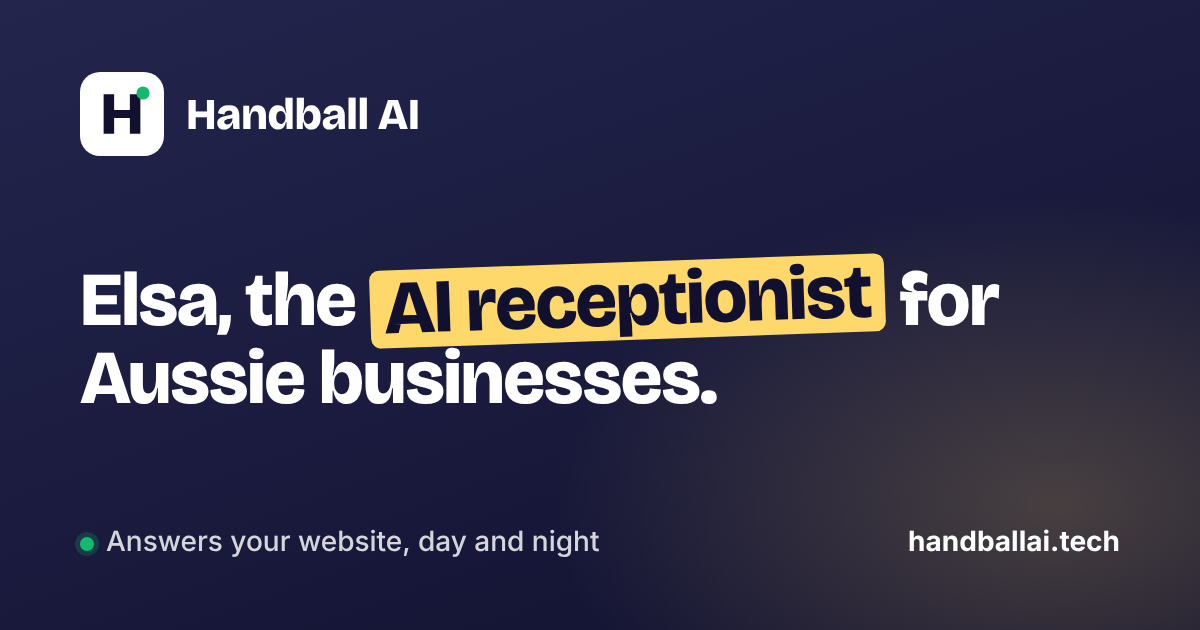 H
Handball AI
Elsa, the AI receptionist for
Aussie businesses.
Answers your website, day and night
handballai.tech